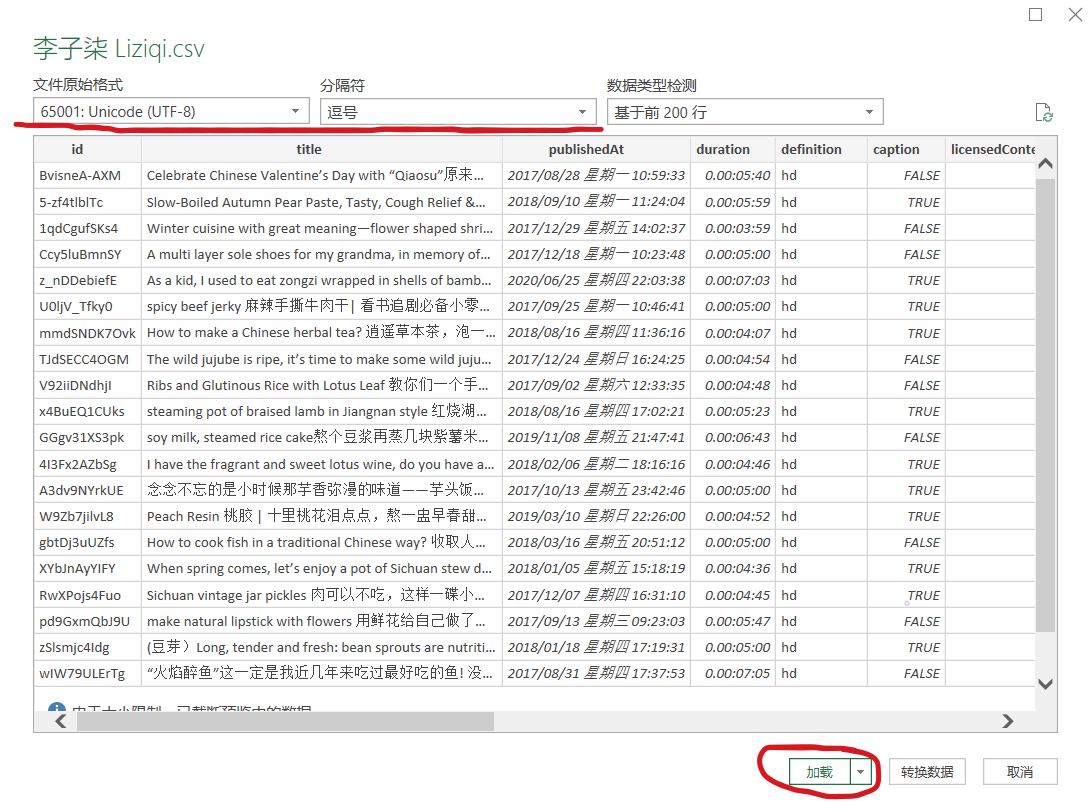 李子柒 Liziqi.csv
文件原始格式 分隔符 数据类型检测
65001: Unicode (UTF-8) 逗号 基于前 200 行
id title publishedAt duration definition caption licensedConte
BvisneA-AXM Celebrate Chinese Valentine’s Day with “Qiaosu”原来... 2017/08/28 星期一 10:59:33 0.00:05:40 hd FALSE
5-zf4tlblTc Slow-Boiled Autumn Pear Paste, Tasty, Cough Relief &... 2018/09/10 星期一 11:24:04 0.00:05:59 hd TRUE
1qdCgufSKs4 Winter cuisine with great meaning—flower shaped shri... 2017/12/29 星期五 14:02:37 0.00:03:59 hd FALSE
Ccy5luBmnSY A multi layer sole shoes for my grandma, in memory of... 2017/12/18 星期一 10:23:48 0.00:05:00 hd FALSE
z_nDDebiefE As a kid, I used to eat zongzi wrapped in shells of bamb... 2020/06/25 星期四 22:03:38 0.00:07:03 hd TRUE
U0ljV_Tfky0 spicy beef jerky 麻辣手撕牛肉干| 看书追剧必备小零... 2017/09/25 星期一 10:46:41 0.00:05:00 hd FALSE
mmdSNDK7Ovk How to make a Chinese herbal tea? 逍遥草本茶，泡一... 2018/08/16 星期四 11:36:16 0.00:04:07 hd TRUE
TJdSECC4OGM The wild jujube is ripe, it’s time to make some wild juju... 2017/12/24 星期日 16:24:25 0.00:04:54 hd FALSE
V92iiDNdhjI Ribs and Glutinous Rice with Lotus Leaf 教你们一个手... 2017/09/02 星期六 12:33:35 0.00:04:48 hd FALSE
x4BuEQ1CUks steaming pot of braised lamb in Jiangnan style 红烧湖... 2018/08/16 星期四 17:02:21 0.00:05:23 hd TRUE
GGgv31XS3pk soy milk, steamed rice cake熬个豆浆再蒸几块紫薯米... 2019/11/08 星期五 21:47:41 0.00:06:43 hd FALSE
4I3Fx2AZbSg I have the fragrant and sweet lotus wine, do you have a... 2018/02/06 星期二 18:16:16 0.00:04:46 hd TRUE
A3dv9NYrkUE 念念不忘的是小时候那芋香弥漫的味道——芋头饭... 2017/10/13 星期五 23:42:46 0.00:05:00 hd TRUE
W9Zb7jilvL8 Peach Resin 桃胶 | 十里桃花泪点点，熬一盅早春甜... 2019/03/10 星期日 22:26:00 0.00:04:52 hd TRUE
gbtDj3uUZfs How to cook fish in a traditional Chinese way? 收取人... 2018/03/16 星期五 20:51:12 0.00:05:00 hd FALSE
XYbJnAyYIFY When spring comes, let’s enjoy a pot of Sichuan stew d... 2018/01/05 星期五 15:18:19 0.00:04:36 hd TRUE
RwXPojs4Fuo Sichuan vintage jar pickles 肉可以不吃，这样一碟小... 2017/12/07 星期四 16:31:10 0.00:04:45 hd TRUE
pd9GxmQbJ9U make natural lipstick with flowers 用鲜花给自己做了... 2017/09/13 星期三 09:23:03 0.00:05:47 hd FALSE
zSlsmjc4Idg (豆芽）Long, tender and fresh: bean sprouts are nutriti... 2018/01/18 星期四 17:19:31 0.00:05:00 hd TRUE
wIW79ULErTg “火焰醉鱼”这一定是我近几年来吃过最好吃的鱼! 没... 2017/08/31 星期四 17:37:53 0.00:07:05 hd FALSE
由于大小限制，已截断预览中的数据
加载 转换数据 取消